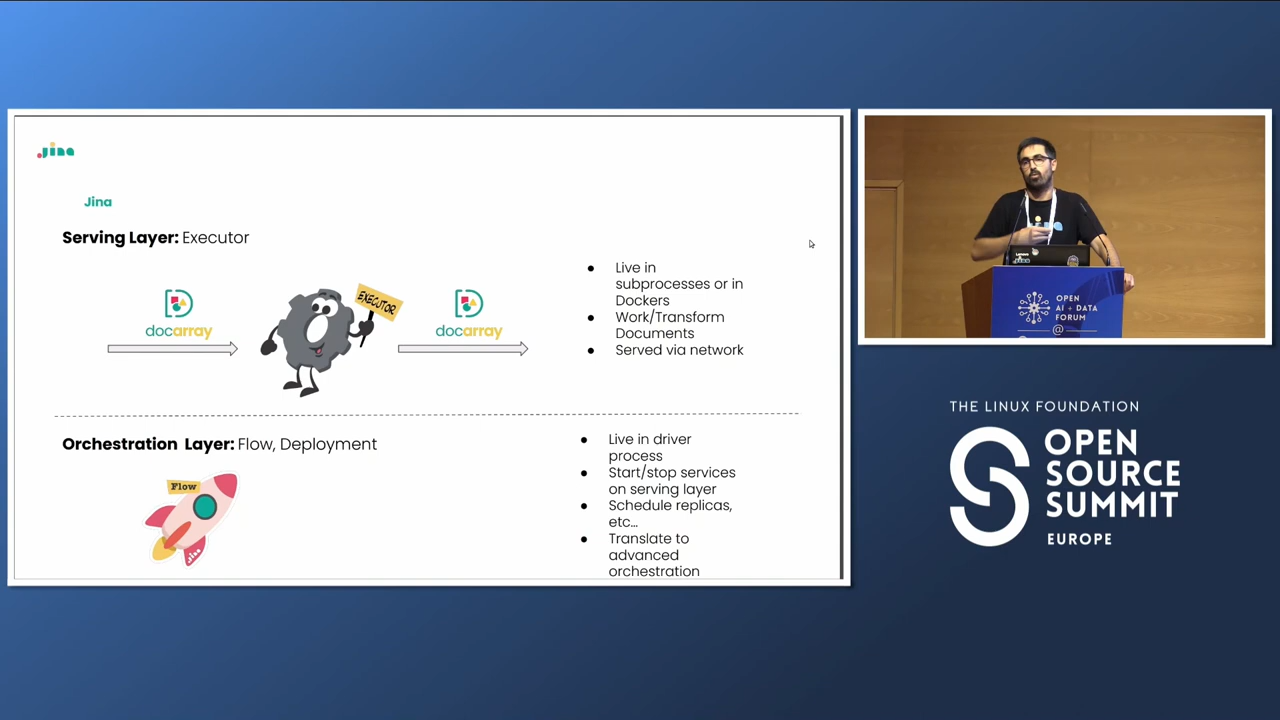 Jina
Jina
Serving Layer: Executor
docarray
EXECUTOR
docarray
● Live in
subprocesses or in
Dockers
● Work/Transform
Documents
● Served via network
Orchestration Layer: Flow, Deployment
Flow
Jina
● Live in driver
process
● Start/stop services
on serving layer
● Schedule replicas,
etc...
● Translate to
advanced
orchestration
Jina
OPEN
AI + DATA
FORUM
@
THE LINUX FOUNDATION
OPEN
SOURCE
SUMMIT
EUROPE